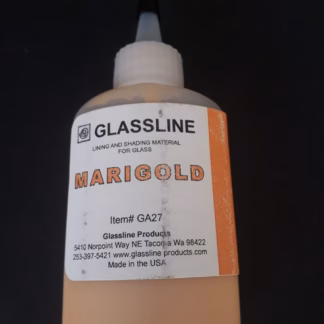 GLASSLINE
LINING AND SHADING MATERIAL
FOR GLASS
MARIGOLD
Item# GA27
Glassline Products
5410 Norpoint Way NE Tacoma Wa 98422
253-397-5421 www.glassline products.com
Made in the USA